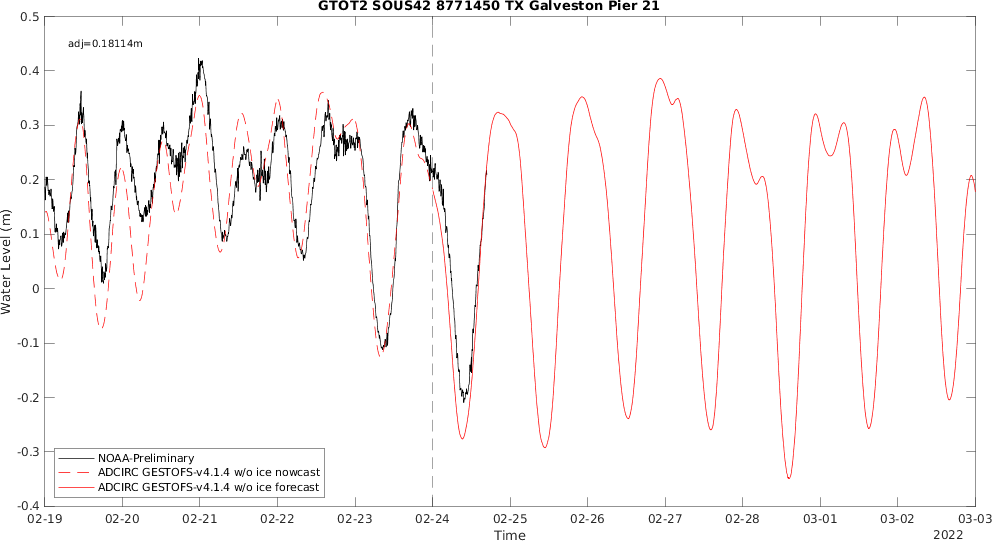 GTOT2 SOUS42 8771450 TX Galveston Pier 21
adj=0.18114m
0.5
0.4
0.3
0.2
0.1
0
-0.1
-0.2
-0.3
-0.4
Water Level (m)
NOAA-Preliminary
ADCIRC GESTOFS-v4.1.4 w/o ice nowcast
ADCIRC GESTOFS-v4.1.4 w/o ice forecast
02-19 02-20 02-21 02-22 02-23 02-24 02-25 02-26 02-27 02-28 03-01 03-02 03-03
Time
2022